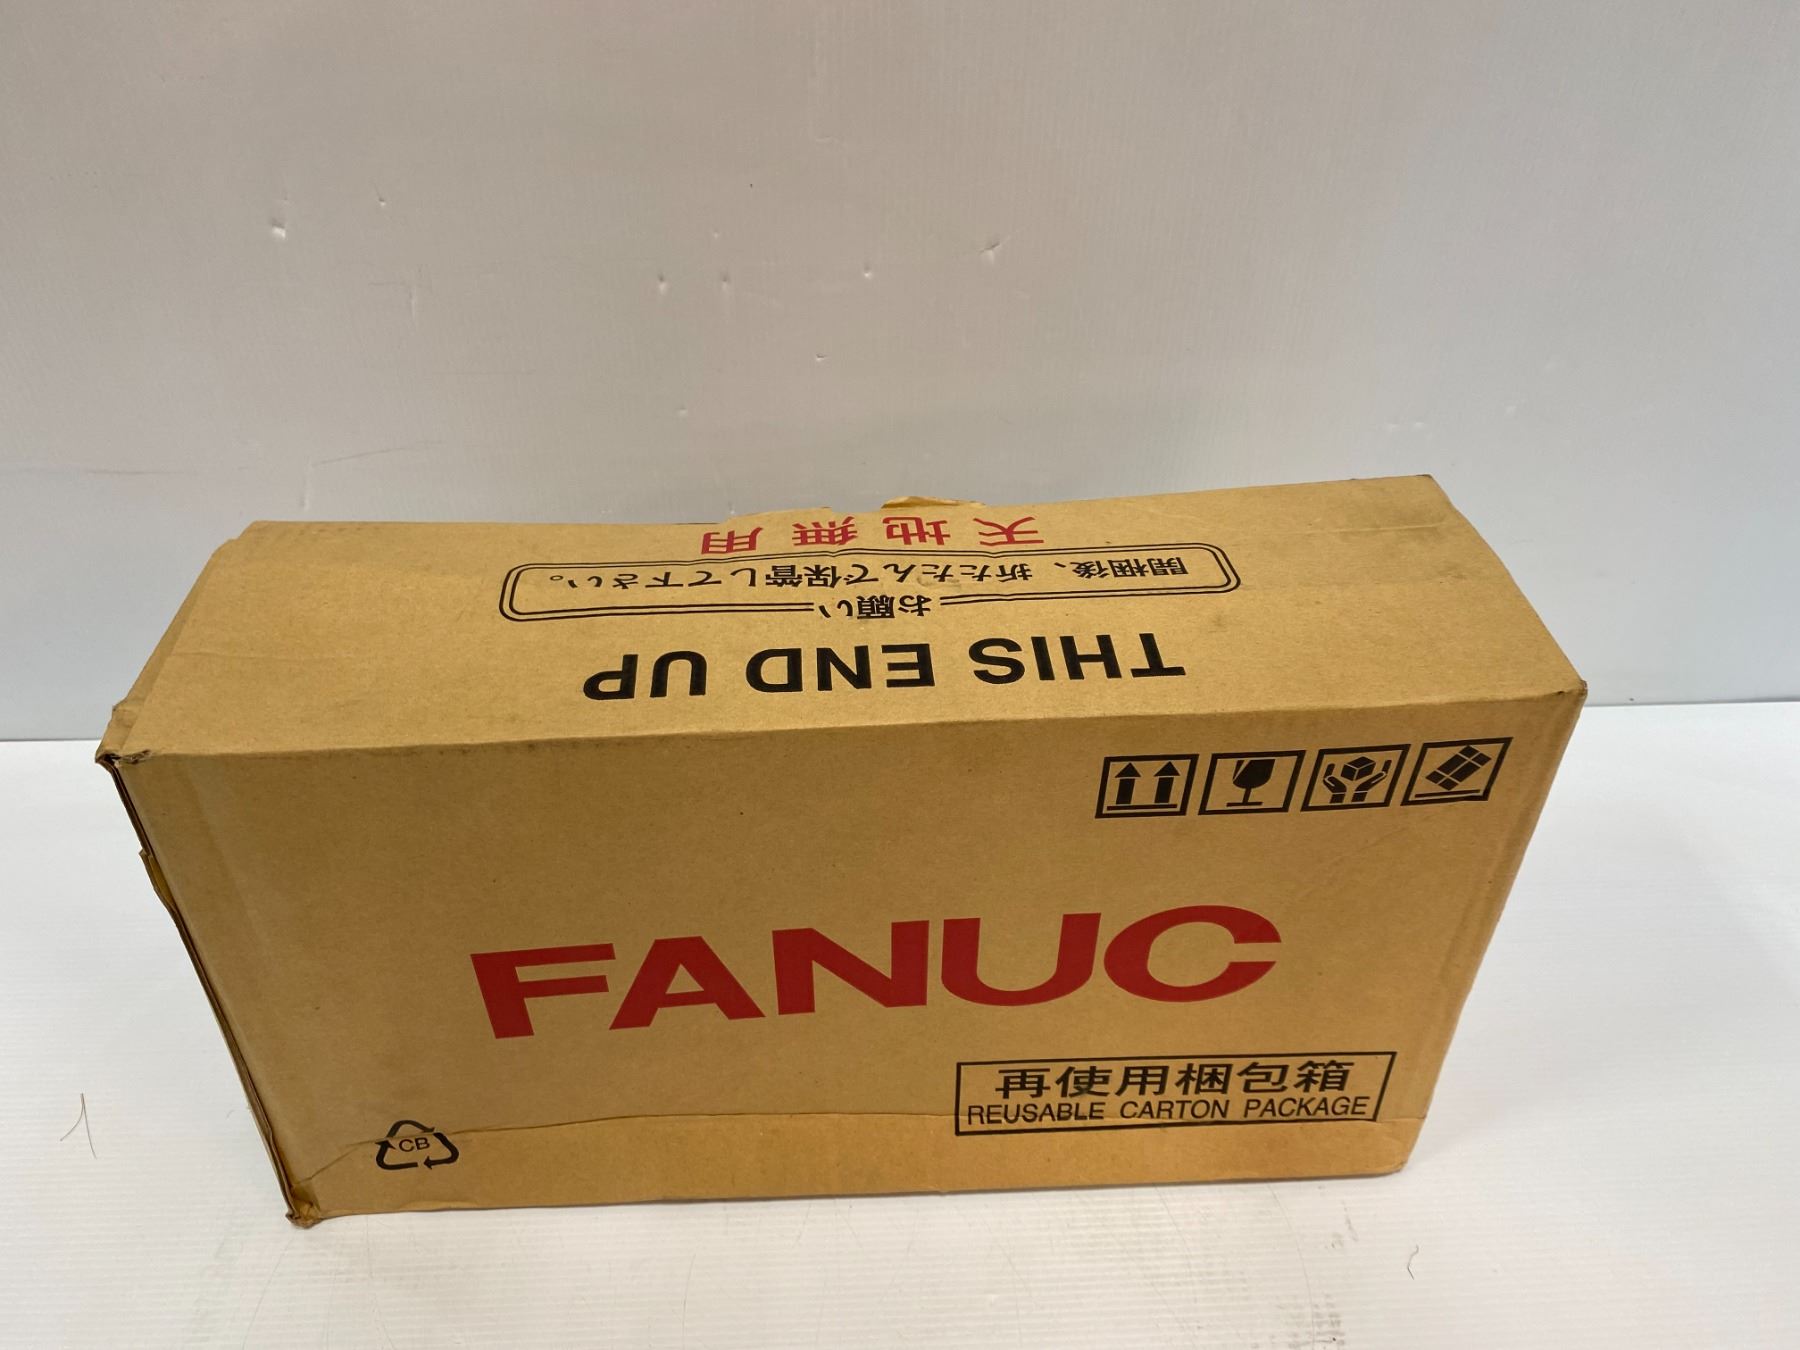 天地無用
開梱後、折たたんで保管して下さい。
お願い
THIS END UP
FANUC
再使用梱包箱
REUSABLE CARTON PACKAGE
CB